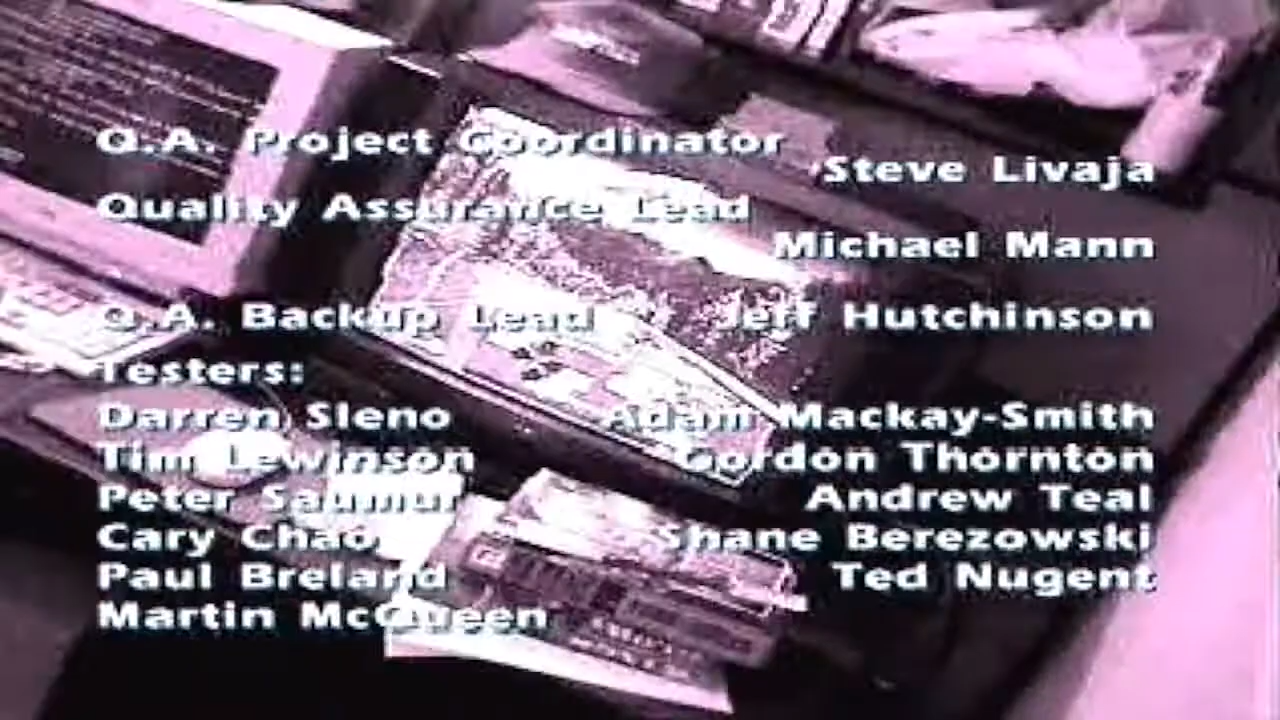 Q.A. Project Coordinator
Steve Livaja
Quality Assurance Lead
Michael Mann
Q.A. Backup Lead Jeff Hutchinson
Testers:
Darren Sleno Adam Mackay-Smith
Tim Lewinson Gordon Thornton
Peter Saumur Andrew Teal
Cary Chao Shane Berezowski
Paul Breland Ted Nugent
Martin McQueen